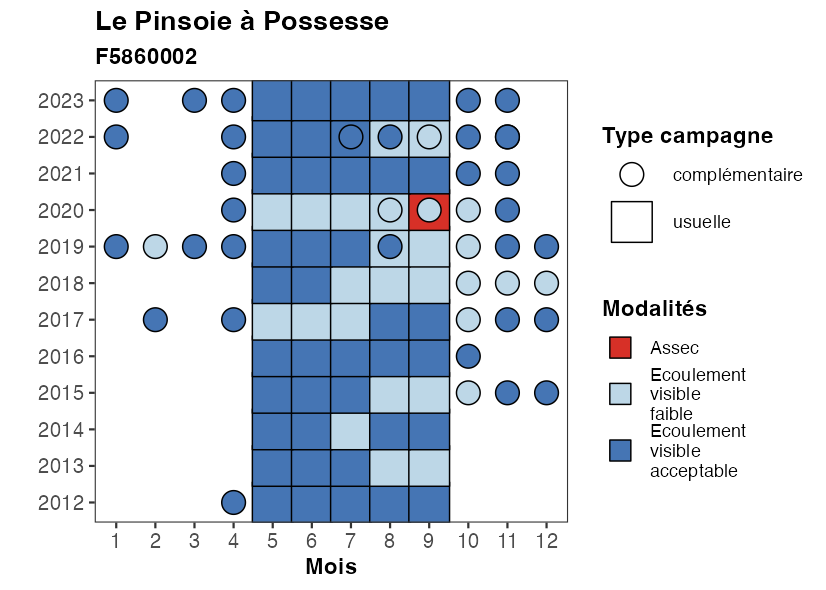 Le Pinsoie à Possesse
F5860002
2023
2022
2021
2020
2019
2018
2017
2016
2015
2014
2013
2012
1 2 3 4 5 6 7 8 9 10 11 12
Mois
Type campagne
complémentaire
usuelle
Modalités
Assec
Ecoulement
visible
faible
Ecoulement
visible
acceptable